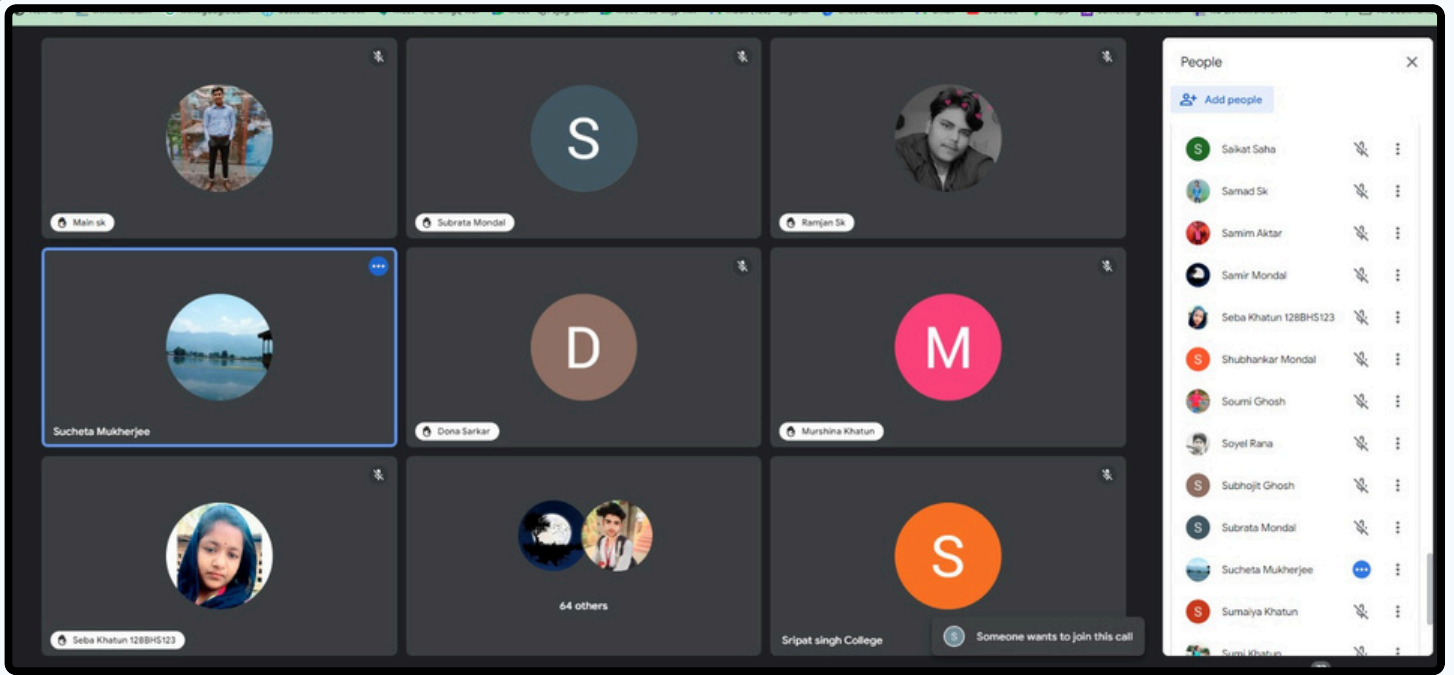 S
Main sk
Subrata Mondal
Ramjan Sk
D
M
Sucheta Mukherjee
Dona Sarkar
Murshina Khatun
64 others
S
Seba Khatun 128BHS123
Sripat singh College
S
Someone wants to join this call
People
Add people
S
Saikat Saha
Samad Sk
Samim Aktar
Samir Mondal
Seba Khatun 128BHS123
S
Shubhankar Mondal
Soumi Ghosh
Soyel Rana
S
Subhojit Ghosh
S
Subrata Mondal
Sucheta Mukherjee
S
Sumaiya Khatun
Sumi Khatun